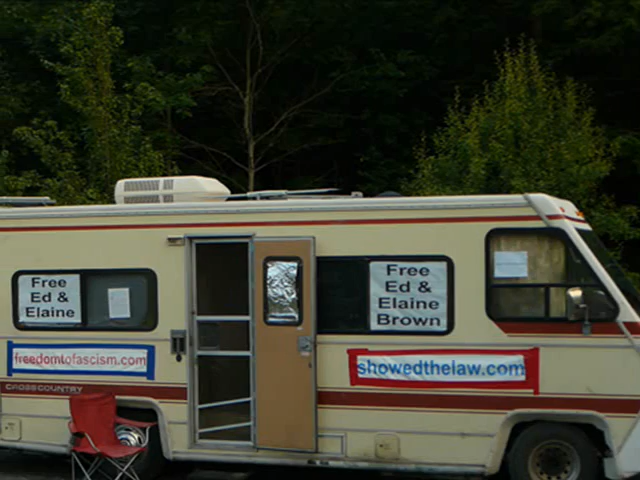 Free
Ed &
Elaine
Free
Ed &
Elaine
Brown
freedomtofascism.com
showedthelaw.com
CROSS COUNTRY